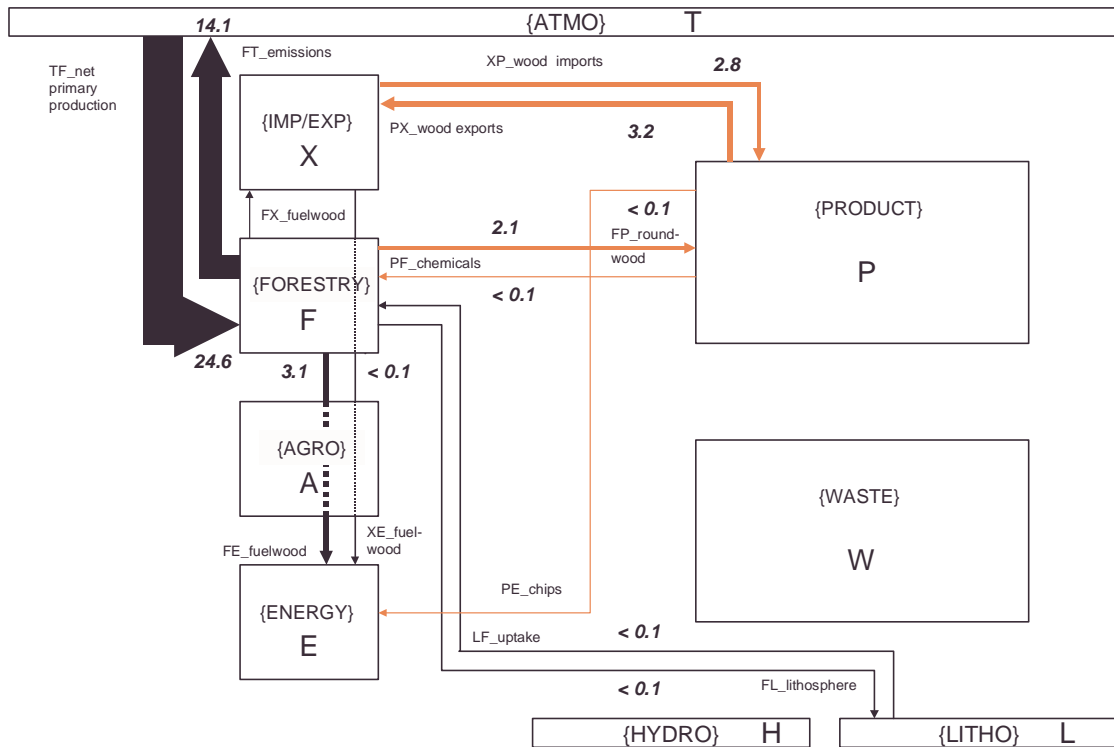 14.1
{ATMO} T
FT_emissions
TF_net
primary
production
XP_wood imports
2.8
{IMP/EXP}
X
PX_wood exports
3.2
{PRODUCT}
P
FX_fuelwood
< 0.1
2.1
FP_round-
wood
PF_chemicals
< 0.1
{FORESTRY}
F
24.6
3.1
< 0.1
{AGRO}
A
{WASTE}
W
XE_fuel-
wood
FE_fuelwood
PE_chips
{ENERGY}
E
LF_uptake
< 0.1
< 0.1
FL_lithosphere
{HYDRO} H
{LITHO} L